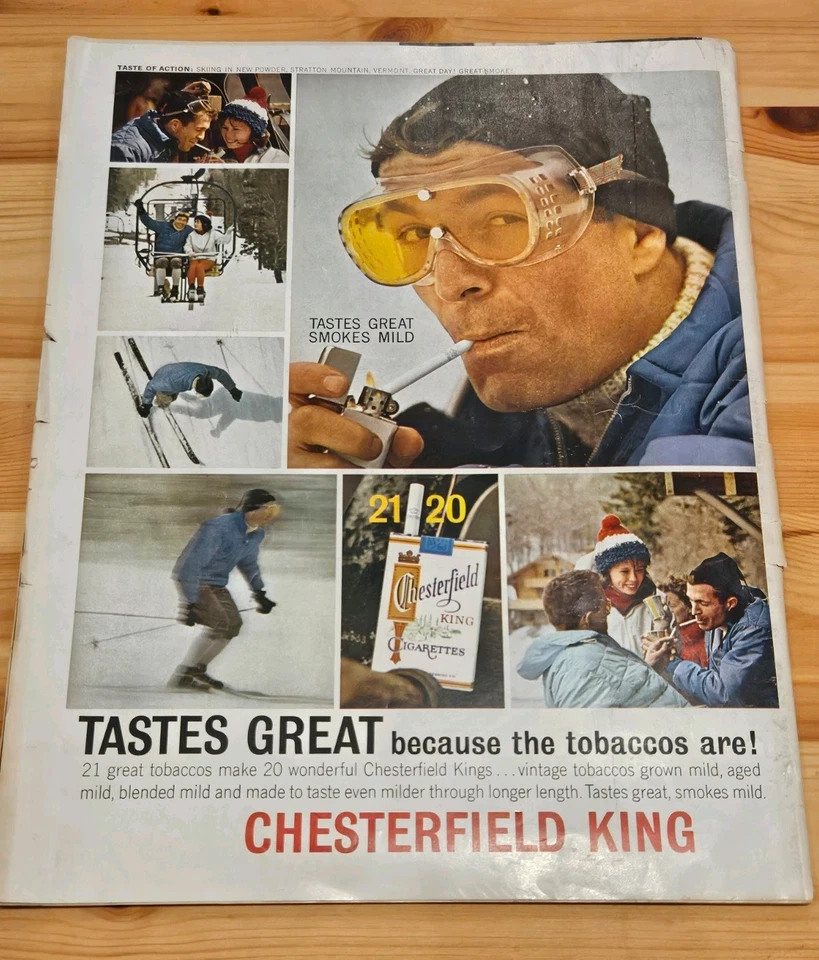 TASTE OF ACTION: SKIING IN NEW POWDER, STRATTON MOUNTAIN, VERMONT. GREAT DAY! GREAT SMOKE!
TASTES GREAT
SMOKES MILD
21 20
Chesterfield
KING
CIGARETTES
TASTES GREAT because the tobaccos are!
21 great tobaccos make 20 wonderful Chesterfield Kings...vintage tobaccos grown mild, aged
mild, blended mild and made to taste even milder through longer length. Tastes great, smokes mild.
CHESTERFIELD KING